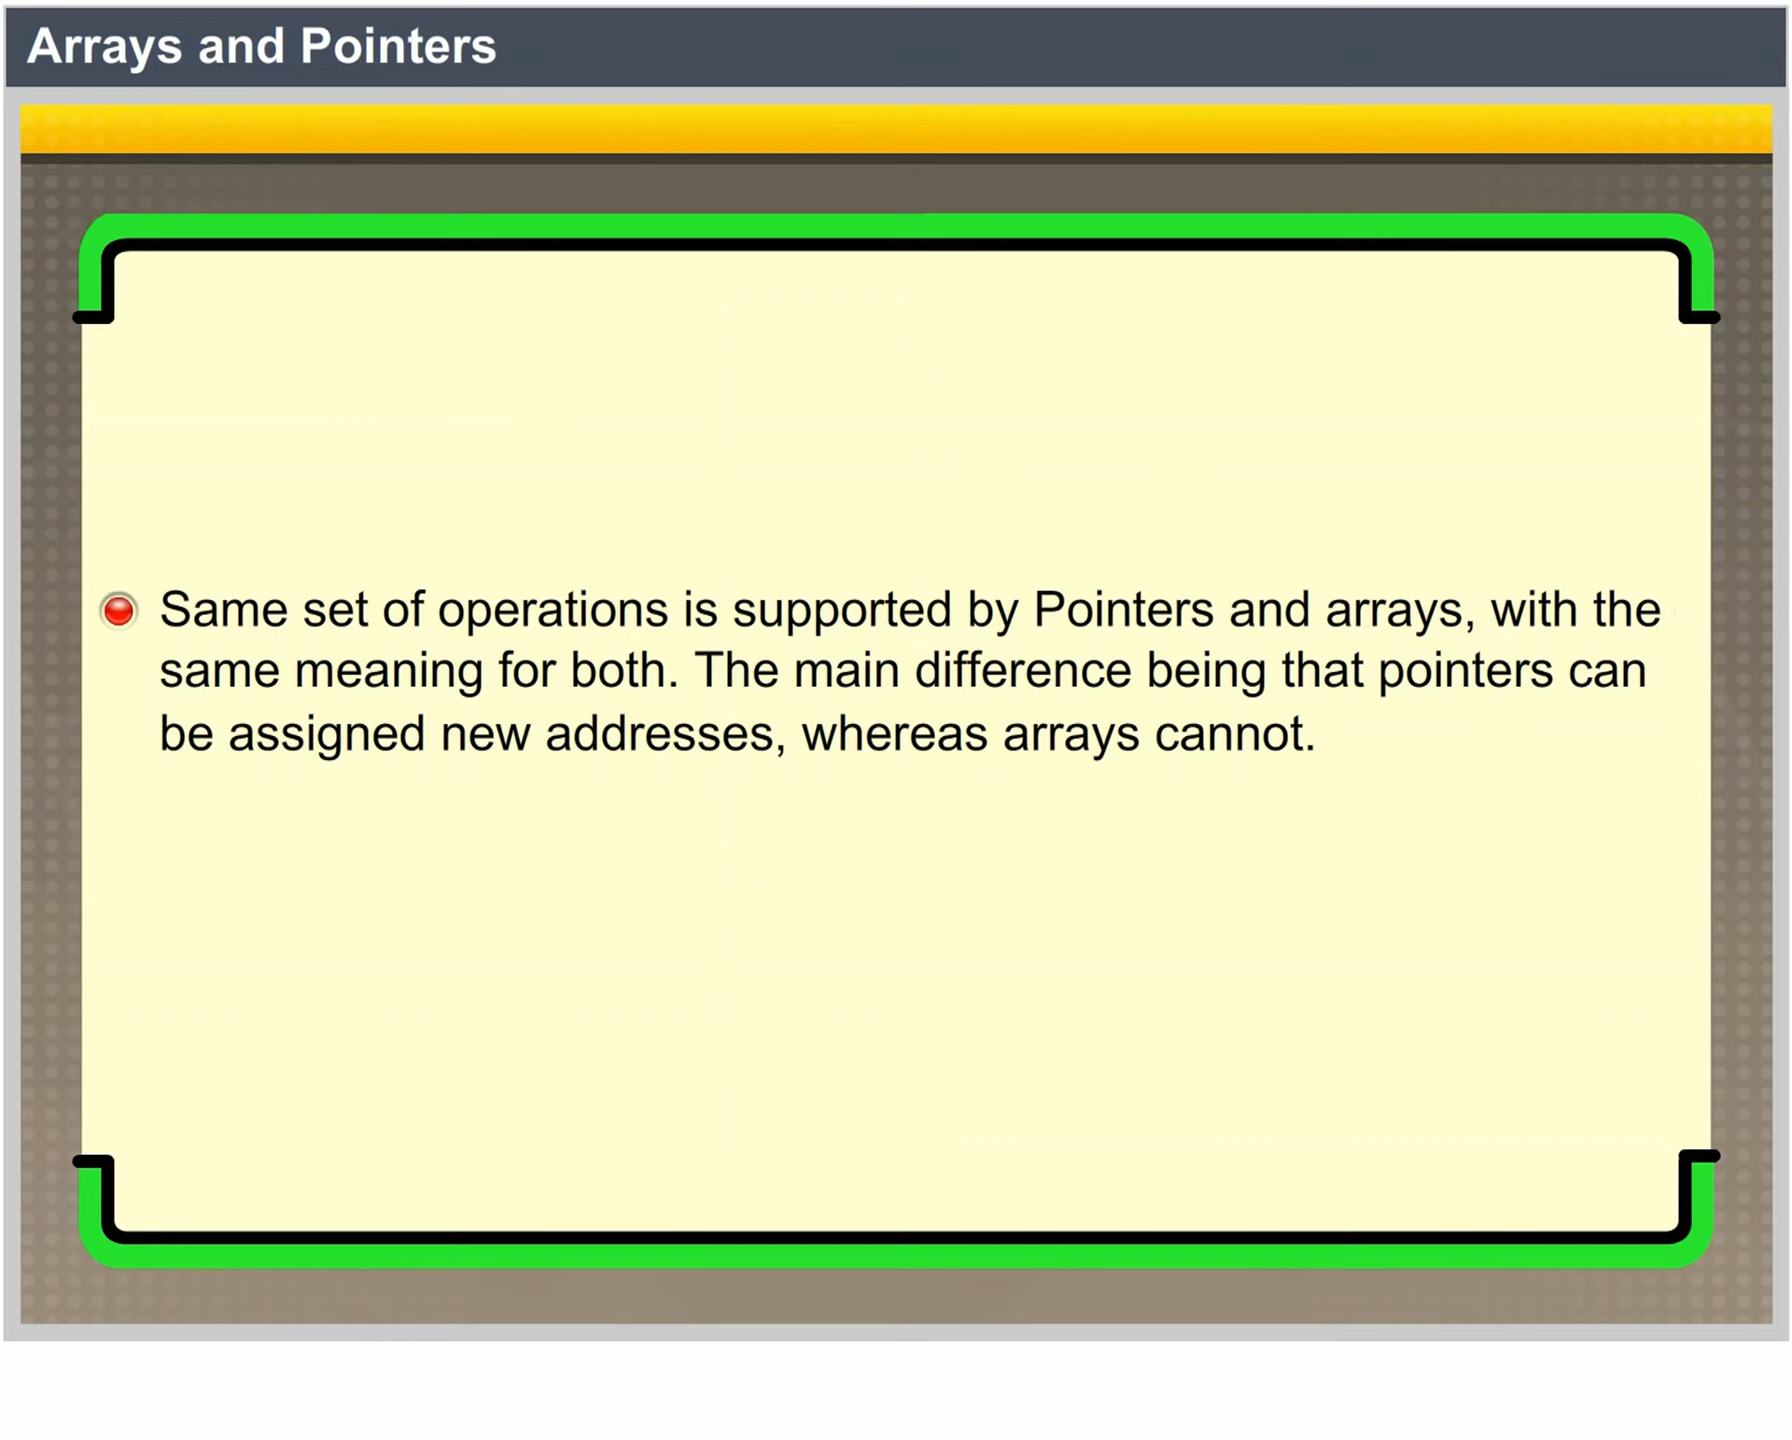 Arrays and Pointers
Same set of operations is supported by Pointers and arrays, with the
same meaning for both. The main difference being that pointers can
be assigned new addresses, whereas arrays cannot.